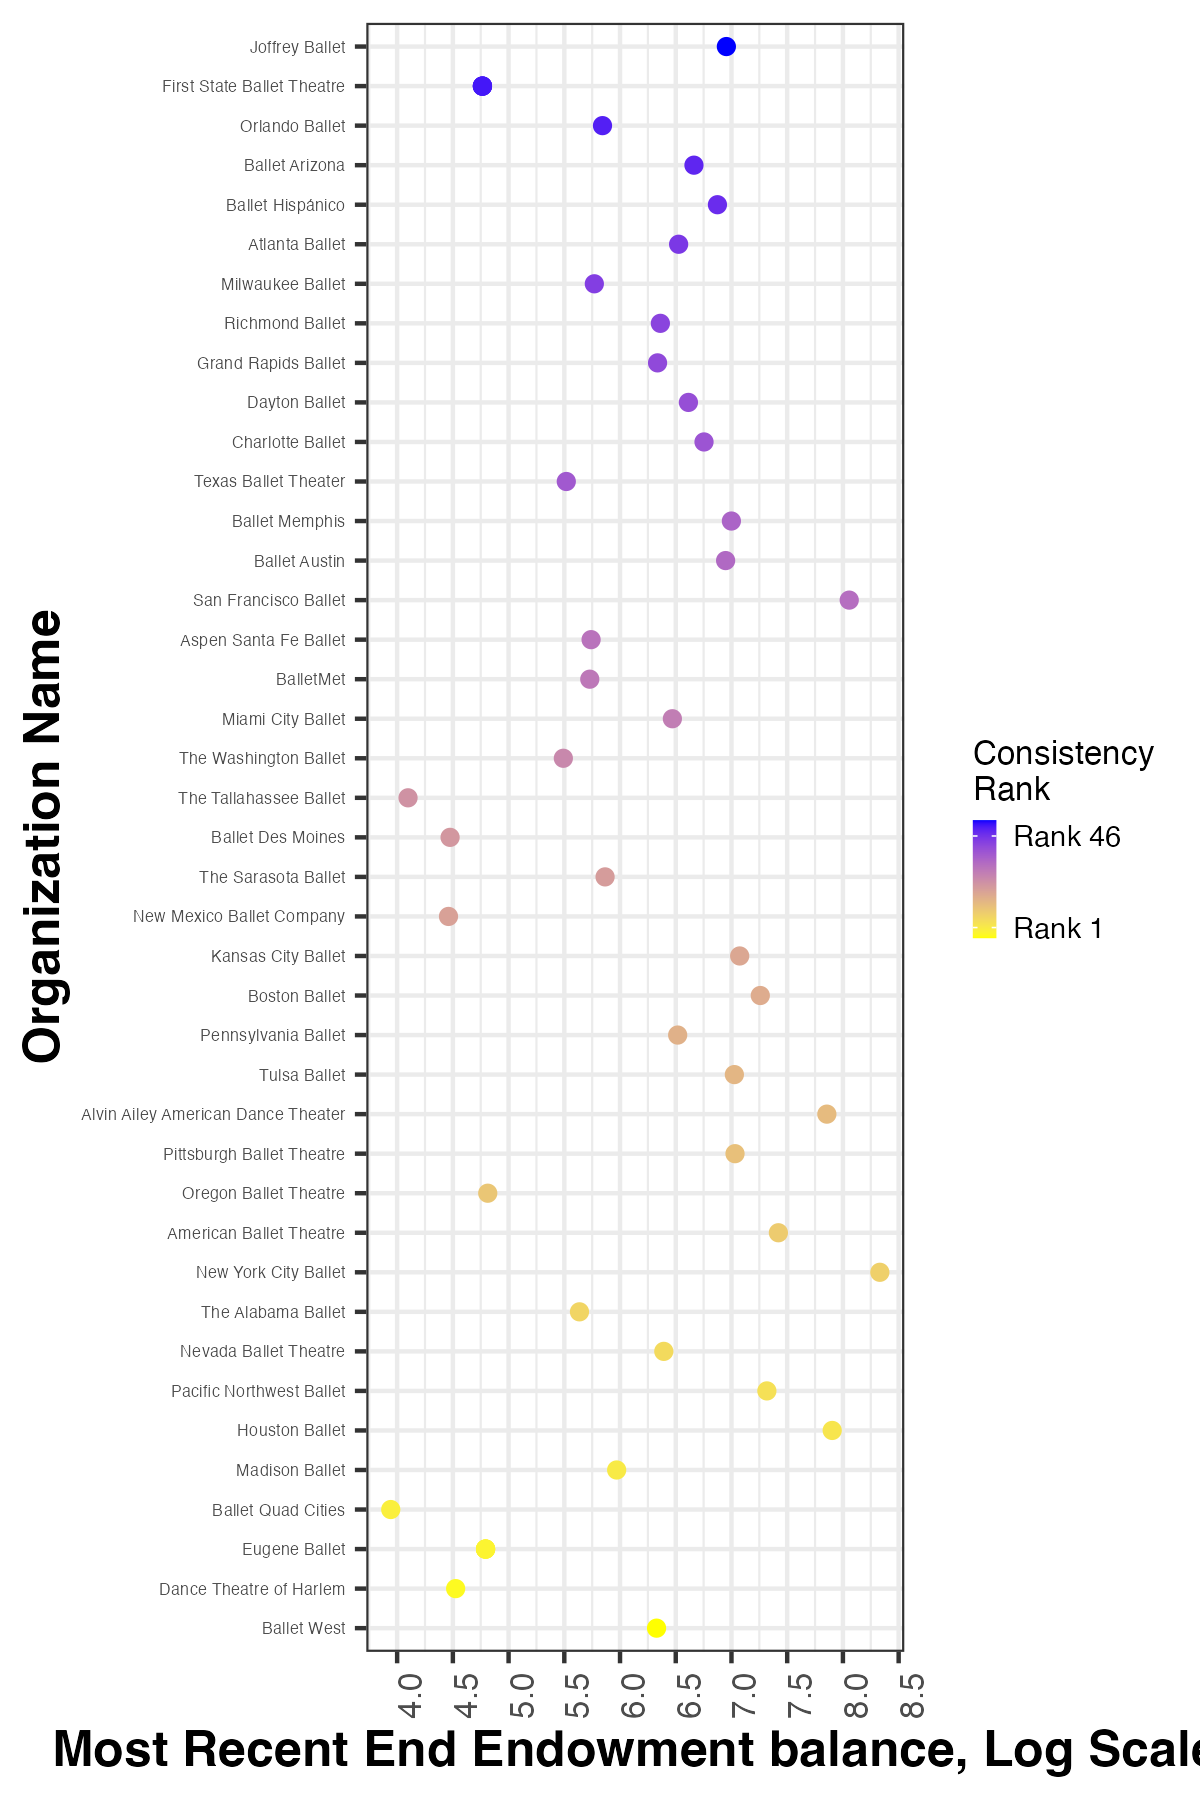 Joffrey Ballet
First State Ballet Theatre
Orlando Ballet
Ballet Arizona
Ballet Hispánico
Atlanta Ballet
Milwaukee Ballet
Richmond Ballet
Grand Rapids Ballet
Dayton Ballet
Charlotte Ballet
Texas Ballet Theater
Ballet Memphis
Ballet Austin
San Francisco Ballet
Aspen Santa Fe Ballet
BalletMet
Miami City Ballet
The Washington Ballet
The Tallahassee Ballet
Ballet Des Moines
The Sarasota Ballet
New Mexico Ballet Company
Kansas City Ballet
Boston Ballet
Pennsylvania Ballet
Tulsa Ballet
Alvin Ailey American Dance Theater
Pittsburgh Ballet Theatre
Oregon Ballet Theatre
American Ballet Theatre
New York City Ballet
The Alabama Ballet
Nevada Ballet Theatre
Pacific Northwest Ballet
Houston Ballet
Madison Ballet
Ballet Quad Cities
Eugene Ballet
Dance Theatre of Harlem
Ballet West
Organization Name
4.0
4.5
5.0
5.5
6.0
6.5
7.0
7.5
8.0
8.5
Most Recent End Endowment balance, Log Scale
Consistency
Rank
Rank 46
Rank 1